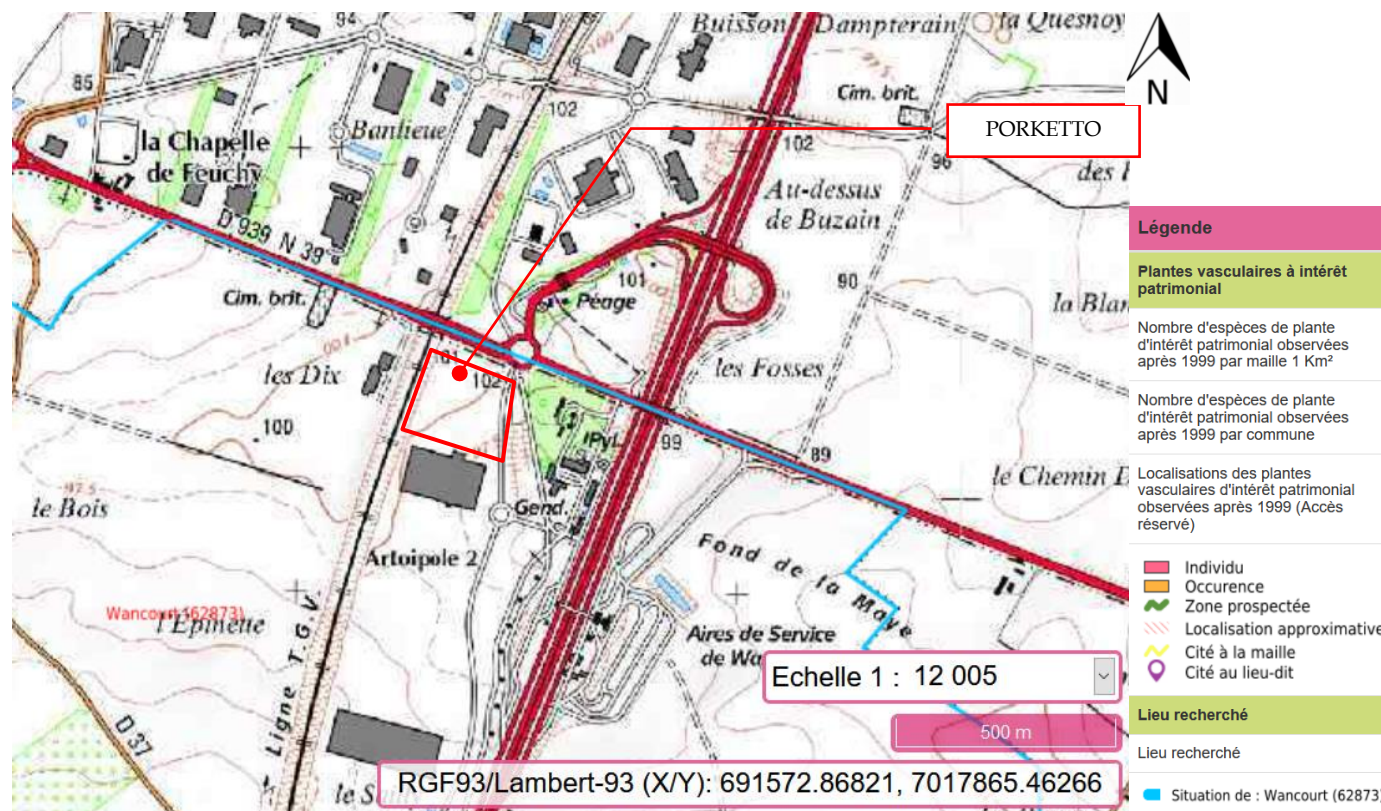 94
Buisson Dampterain
la Quesnoy
N
85
102
Cim. brit.
PORKETTO
Banlieue
102
la Chapelle
de Feuchy
96
Au-dessus
de Buzain
D 939 N 39
101
90
Cim. brit.
Péage
la Blan
les Dix
102
les Fosses
100
Pyl.
99
89
97.5
le Bois
le Chemin D
Gend.
Artoipole 2
Fond de la Maye
Wancourt (62873)
l'Epinette
Aires de Service
de Wa
Ligne T.G.V.
D 37
Echelle 1 : 12 005
500 m
RGF93/Lambert-93 (X/Y): 691572.86821, 7017865.46266
Légende
Plantes vasculaires à intérêt
patrimonial
Nombre d'espèces de plante
d'intérêt patrimonial observées
après 1999 par maille 1 Km²
Nombre d'espèces de plante
d'intérêt patrimonial observées
après 1999 par commune
Localisations des plantes
vasculaires d'intérêt patrimonial
observées après 1999 (Accès
réservé)
Individu
Occurence
Zone prospectée
Localisation approximative
Cité à la maille
Cité au lieu-dit
Lieu recherché
Lieu recherché
Situation de : Wancourt (62873)